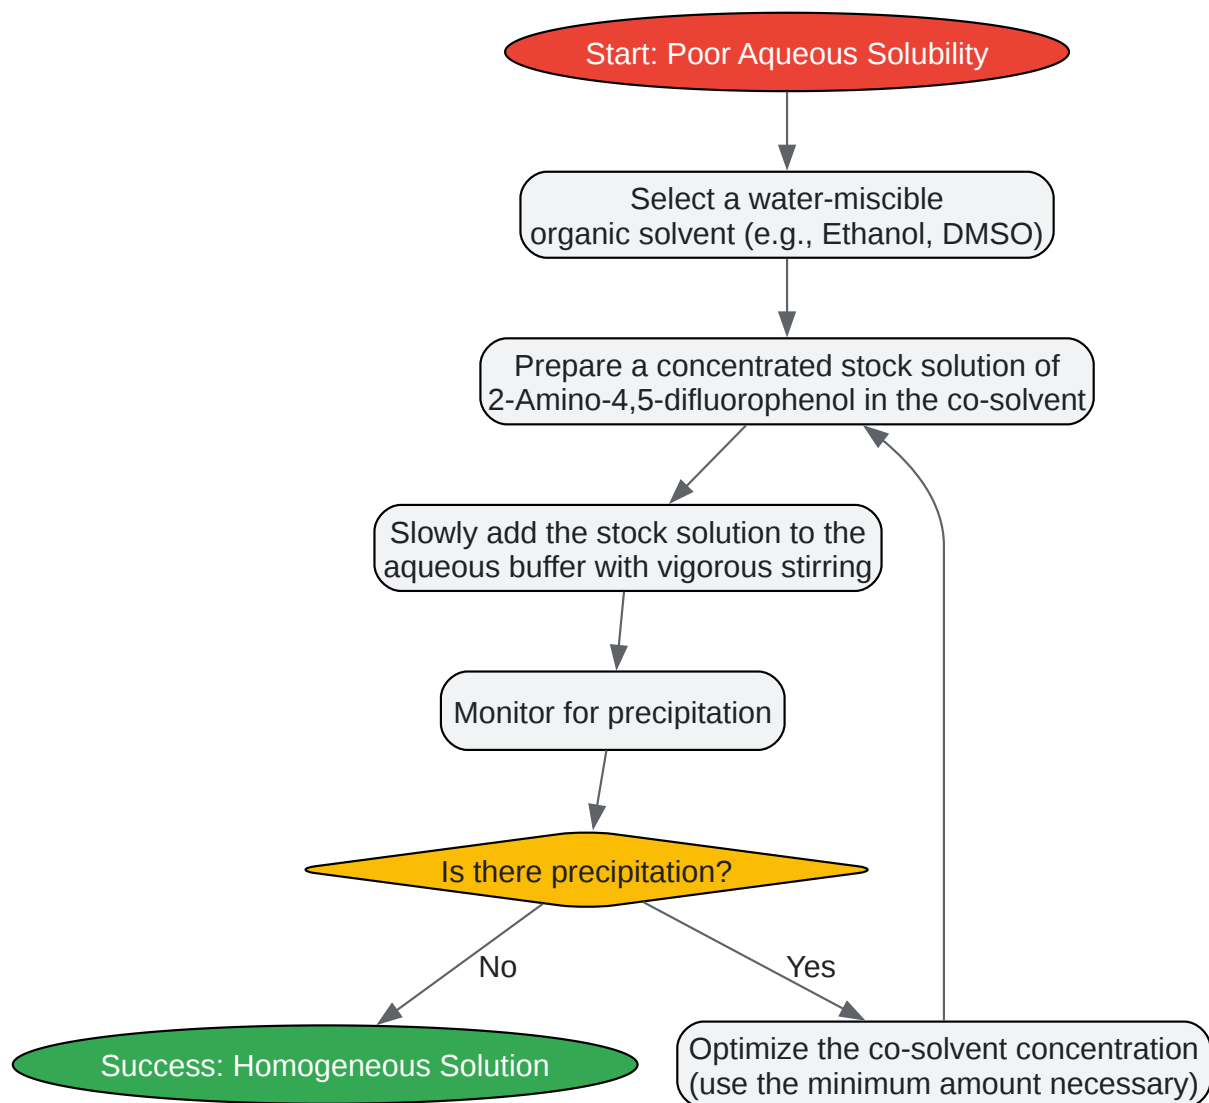 Start: Poor Aqueous Solubility
Select a water-miscible
organic solvent (e.g., Ethanol, DMSO)
Prepare a concentrated stock solution of
2-Amino-4,5-difluorophenol in the co-solvent
Slowly add the stock solution to the
aqueous buffer with vigorous stirring
Monitor for precipitation
Is there precipitation?
No
Yes
Success: Homogeneous Solution
Optimize the co-solvent concentration
(use the minimum amount necessary)